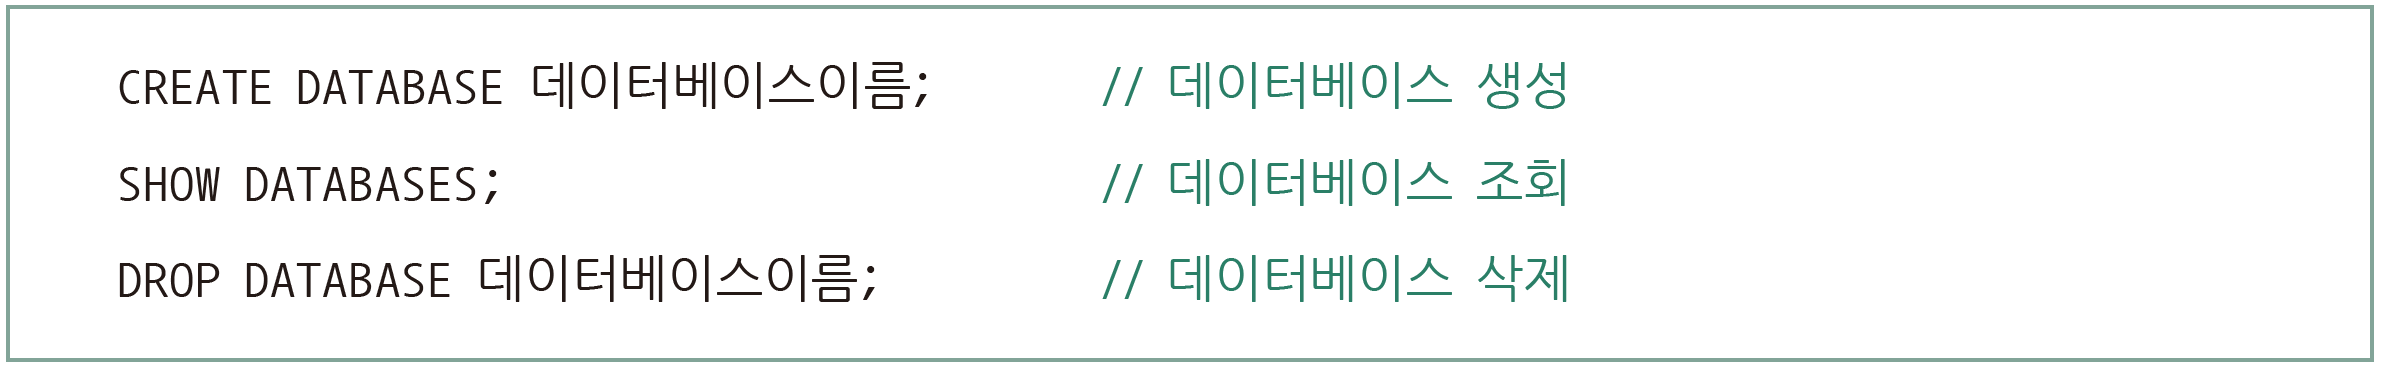 CREATE DATABASE 데이터베이스이름; // 데이터베이스 생성
SHOW DATABASES; // 데이터베이스 조회
DROP DATABASE 데이터베이스이름; // 데이터베이스 삭제